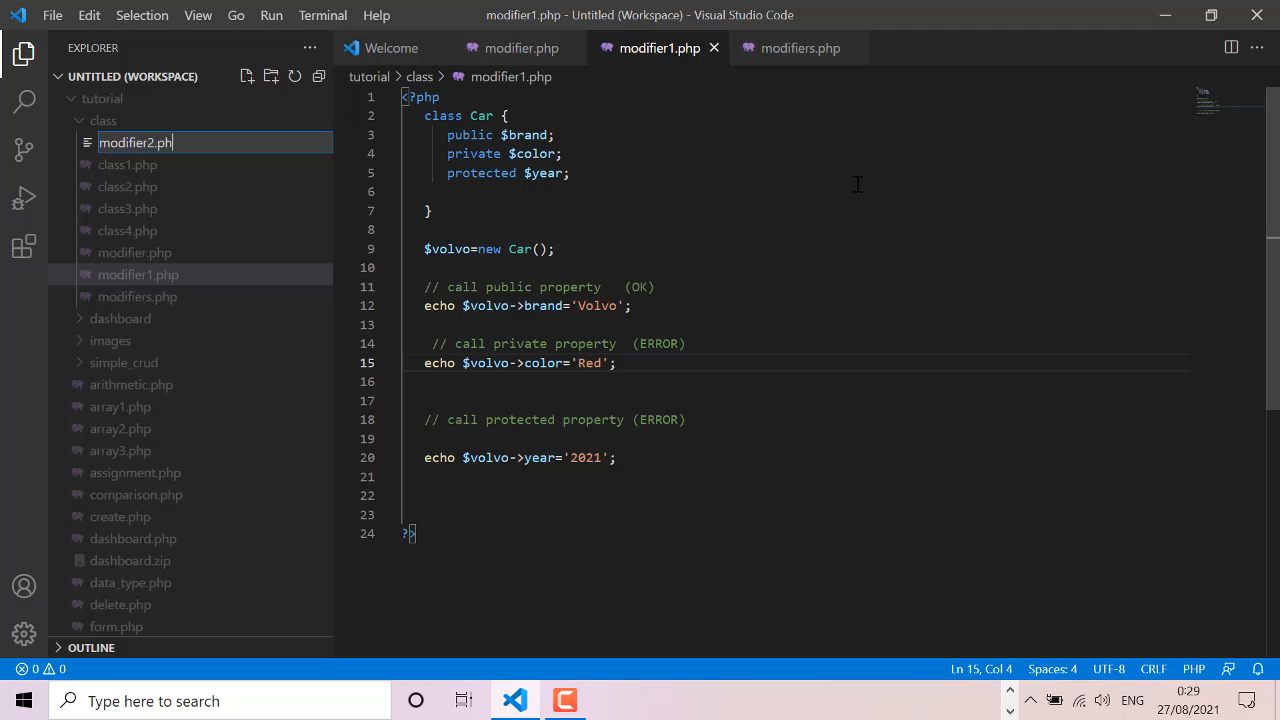 File Edit Selection View Go Run Terminal Help modifier1.php - Untitled (Workspace) - Visual Studio Code
EXPLORER
Welcome modifier.php modifier1.php modifiers.php
UNTITLED (WORKSPACE)
tutorial > class > modifier1.php
tutorial
class
modifier2.ph
class1.php
class2.php
class3.php
class4.php
modifier.php
modifier1.php
modifiers.php
dashboard
images
simple_crud
arithmetic.php
array1.php
array2.php
array3.php
assignment.php
comparison.php
create.php
dashboard.php
dashboard.zip
data_type.php
delete.php
form.php
OUTLINE
1 <?php
2 class Car {
3 public $brand;
4 private $color;
5 protected $year;
6
7 }
8
9 $volvo=new Car();
10
11 // call public property (OK)
12 echo $volvo->brand='Volvo';
13
14 // call private property (ERROR)
15 echo $volvo->color='Red';
16
17
18 // call protected property (ERROR)
19
20 echo $volvo->year='2021';
21
22
23
24 ?>
0 0 Ln 15, Col 4 Spaces: 4 UTF-8 CRLF PHP
Type here to search ENG 0:29
27/08/2021